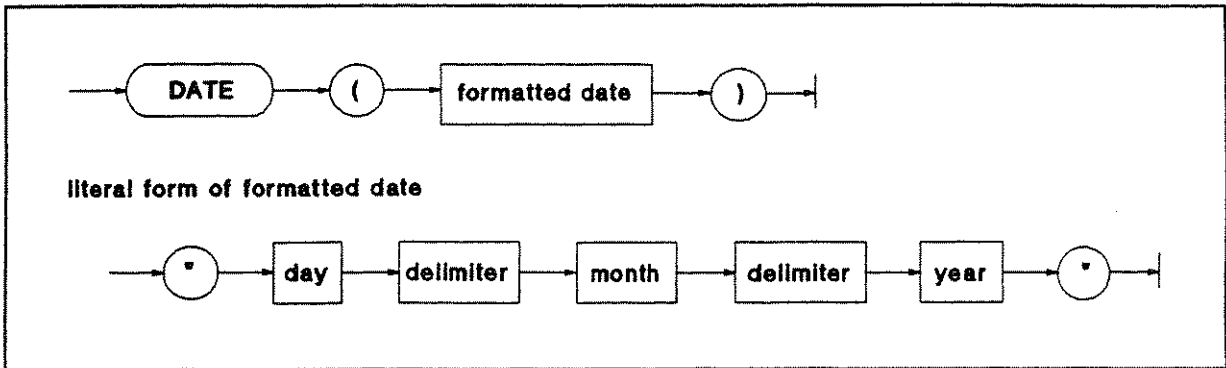 DATE ( formatted date )
literal form of formatted date
" day delimiter month delimiter year "